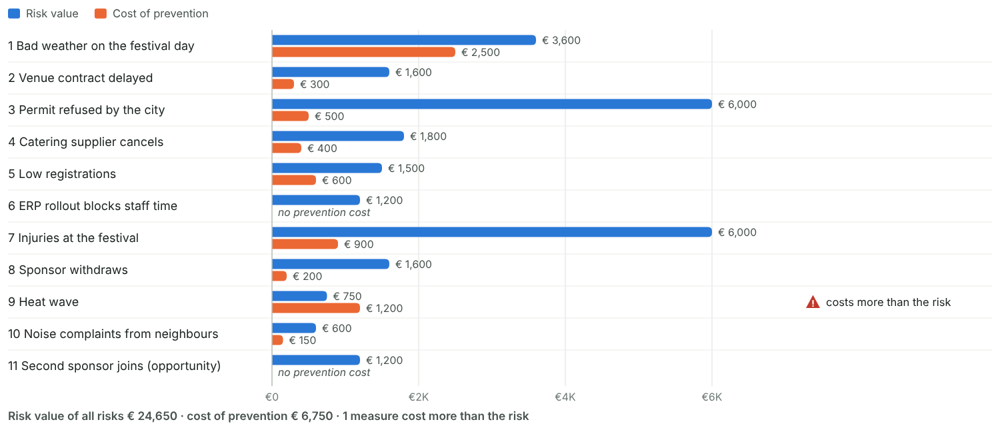 Risk value Cost of prevention
1 Bad weather on the festival day
€ 3,600
€ 2,500
2 Venue contract delayed
€ 1,600
€ 300
3 Permit refused by the city
€ 6,000
€ 500
4 Catering supplier cancels
€ 1,800
€ 400
5 Low registrations
€ 1,500
€ 600
6 ERP rollout blocks staff time
€ 1,200
no prevention cost
7 Injuries at the festival
€ 6,000
€ 900
8 Sponsor withdraws
€ 1,600
€ 200
9 Heat wave
€ 750
€ 1,200
costs more than the risk
10 Noise complaints from neighbours
€ 600
€ 150
11 Second sponsor joins (opportunity)
€ 1,200
no prevention cost
€0 €2K €4K €6K
Risk value of all risks € 24,650 · cost of prevention € 6,750 · 1 measure cost more than the risk